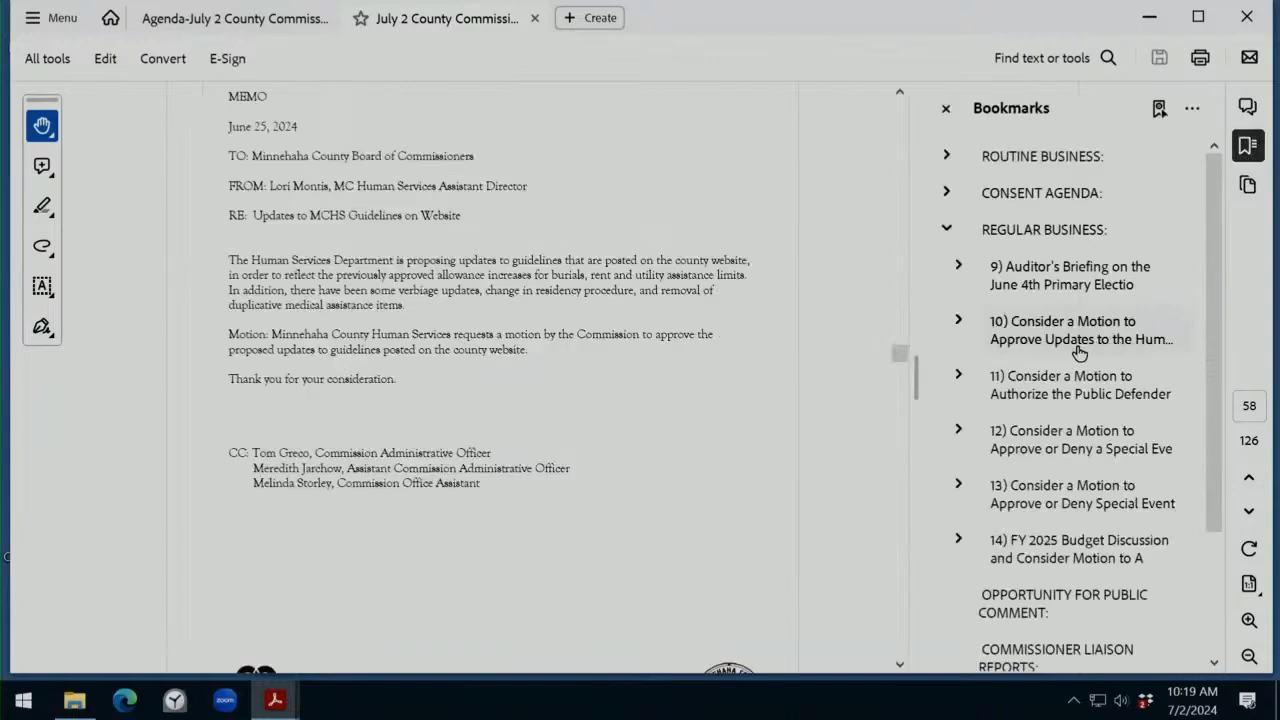 Menu
Agenda-July 2 County Commiss...
July 2 County Commissi...
Create
All tools
Edit
Convert
E-Sign
Find text or tools
MEMO
June 25, 2024
TO: Minnehaha County Board of Commissioners
FROM: Lori Montis, MC Human Services Assistant Director
RE: Updates to MCHS Guidelines on Website
The Human Services Department is proposing updates to guidelines that are posted on the county website,
in order to reflect the previously approved allowance increases for burials, rent and utility assistance limits.
In addition, there have been some verbiage updates, change in residency procedure, and removal of
duplicative medical assistance items.
Motion: Minnehaha County Human Services requests a motion by the Commission to approve the
proposed updates to guidelines posted on the county website.
Thank you for your consideration.
CC: Tom Greco, Commission Administrative Officer
Meredith Jarchow, Assistant Commission Administrative Officer
Melinda Storley, Commission Office Assistant
Bookmarks
ROUTINE BUSINESS:
CONSENT AGENDA:
REGULAR BUSINESS:
9) Auditor's Briefing on the
June 4th Primary Electio
10) Consider a Motion to
Approve Updates to the Hum...
11) Consider a Motion to
Authorize the Public Defender
12) Consider a Motion to
Approve or Deny a Special Eve
13) Consider a Motion to
Approve or Deny Special Event
14) FY 2025 Budget Discussion
and Consider Motion to A
OPPORTUNITY FOR PUBLIC
COMMENT:
COMMISSIONER LIAISON
REPORTS:
58
126
1:1
zoom
2
10:19 AM
7/2/2024